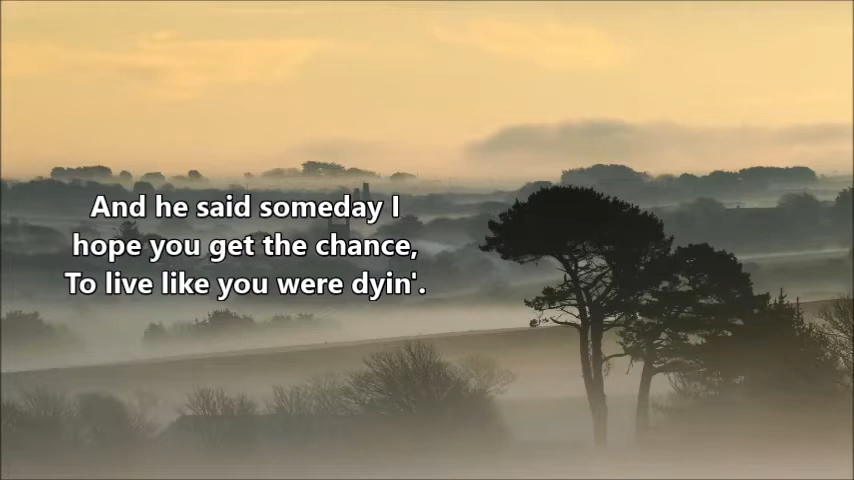 And he said someday I
hope you get the chance,
To live like you were dyin'.